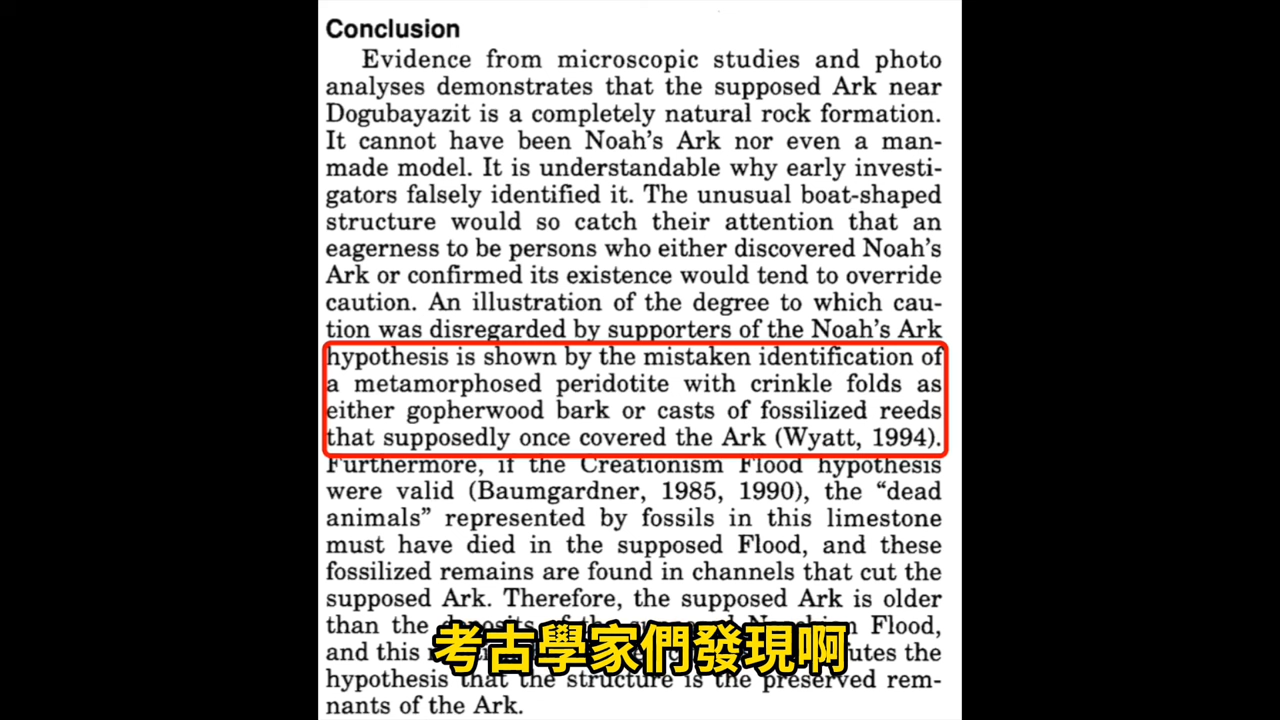 Conclusion
Evidence from microscopic studies and photo
analyses demonstrates that the supposed Ark near
Dogubayazit is a completely natural rock formation.
It cannot have been Noah's Ark nor even a man-
made model. It is understandable why early investi-
gators falsely identified it. The unusual boat-shaped
structure would so catch their attention that an
eagerness to be persons who either discovered Noah's
Ark or confirmed its existence would tend to override
caution. An illustration of the degree to which cau-
tion was disregarded by supporters of the Noah's Ark
hypothesis is shown by the mistaken identification of
a metamorphosed peridotite with crinkle folds as
either gopherwood bark or casts of fossilized reeds
that supposedly once covered the Ark (Wyatt, 1994).
Furthermore, if the Creationism Flood hypothesis
were valid (Baumgardner, 1985, 1990), the “dead
animals” represented by fossils in this limestone
must have died in the supposed Flood, and these
fossilized remains are found in channels that cut the
supposed Ark. Therefore, the supposed Ark is older
than the Flood,
and this the
hypothesis that the structure is the preserved rem-
nants of the Ark.
考古學家們發現啊